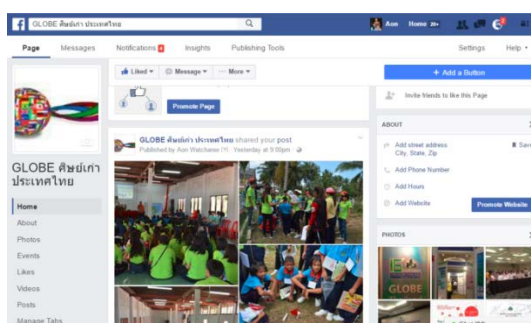 GLOBE ศิษย์เก่า ประเทศไทย
Aon Home 20+
Page Messages Notifications Insights Publishing Tools Settings Help
Liked Message More
+ Add a Button
Promote Page
Invite friends to like this Page
GLOBE ศิษย์เก่า ประเทศไทย shared your post
Published by Aon Watcharee Yesterday at 9:09pm
ABOUT
Add street address
City, State, Zip
Save
Add Phone Number
Add Hours
Add Website
Promote Website
PHOTOS
GLOBE
GLOBE ศิษย์เก่า
ประเทศไทย
Home
About
Photos
Events
Likes
Videos
Posts
Manage Tabs